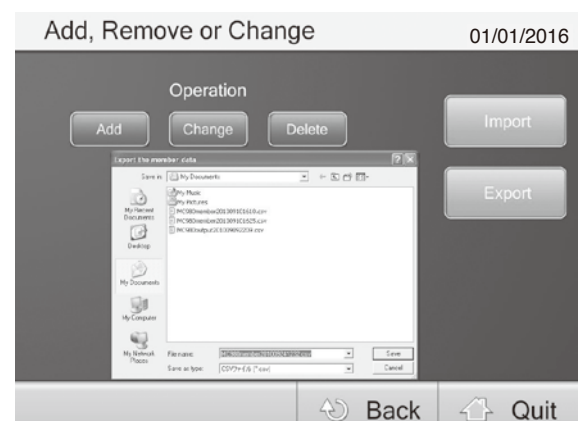 Add, Remove or Change
01/01/2016
Operation
Add
Change
Delete
Import
Export
Export the member data
Save in:
My Documents
My Music
My Pictures
My Recent
Documents
Desktop
My Documents
My Computer
My Network
Places
File name:
Save
Save as type:
Cancel
Back
Quit